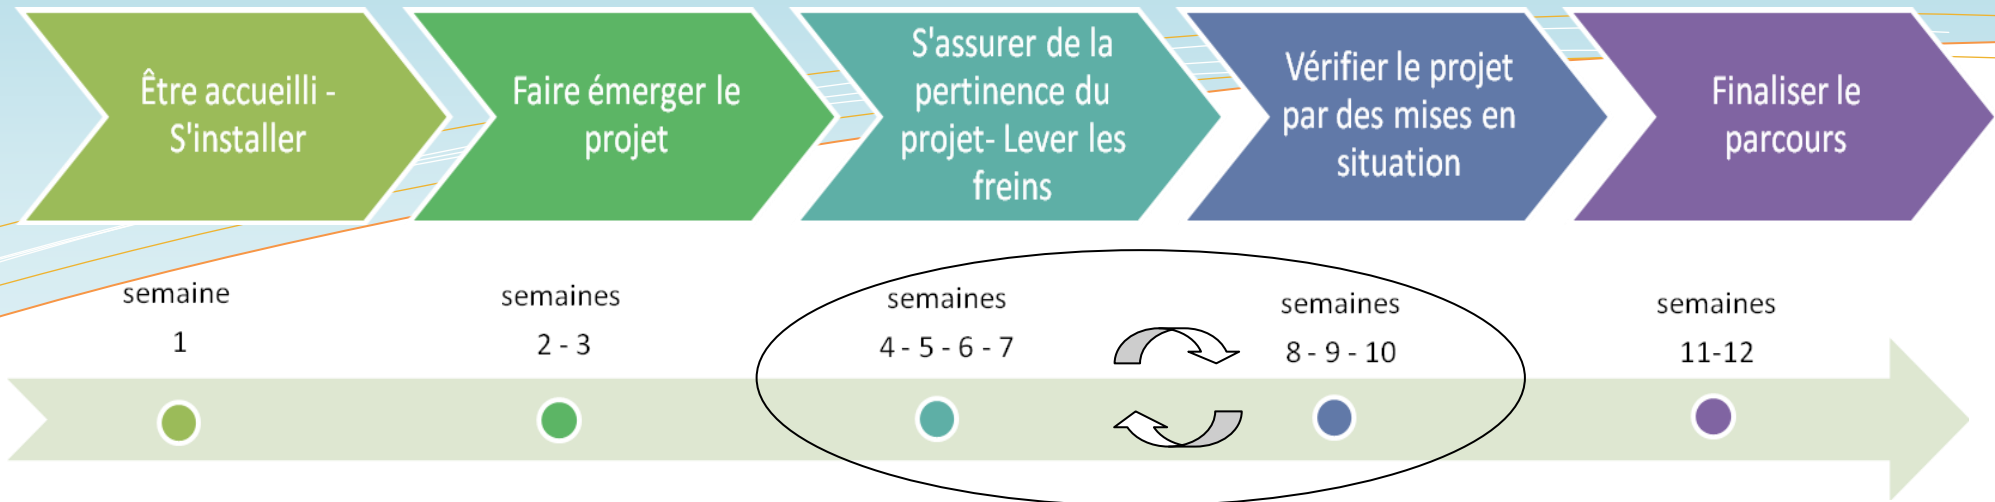 Être accueilli -
S'installer
Faire émerger le
projet
S'assurer de la
pertinence du
projet- Lever les
freins
Vérifier le projet
par des mises en
situation
Finaliser le
parcours
semaine
1
semaines
2 - 3
semaines
4 - 5 - 6 - 7
semaines
8 - 9 - 10
semaines
11-12